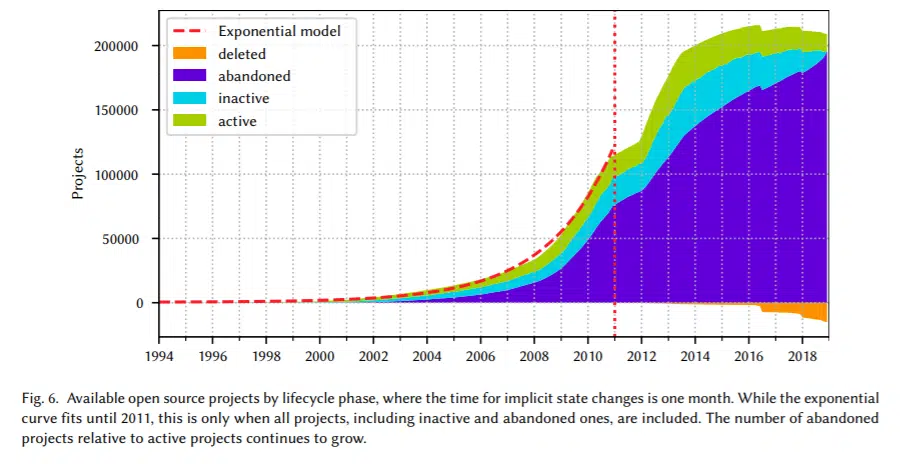 Exponential model
deleted
abandoned
inactive
active
200000
150000
100000
50000
0
Projects
1994 1996 1998 2000 2002 2004 2006 2008 2010 2012 2014 2016 2018
Fig. 6. Available open source projects by lifecycle phase, where the time for implicit state changes is one month. While the exponential
curve fits until 2011, this is only when all projects, including inactive and abandoned ones, are included. The number of abandoned
projects relative to active projects continues to grow.